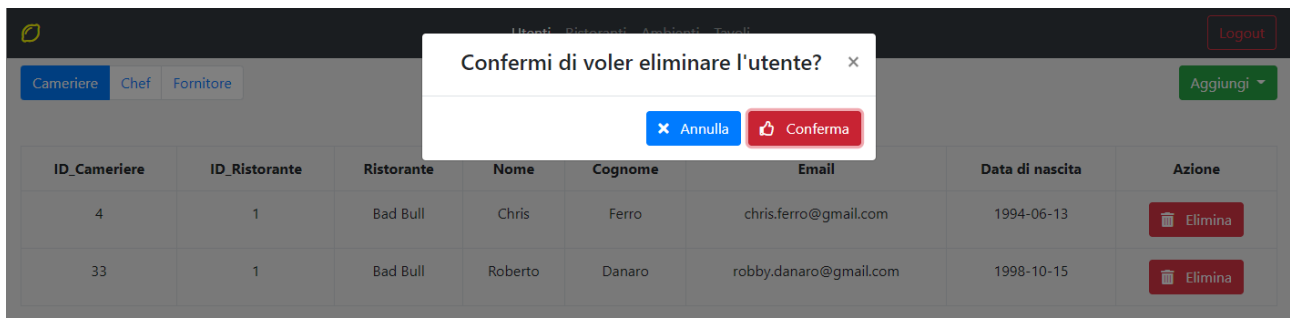 Utenti Ristoranti Ambienti Tavoli
Logout
Confermi di voler eliminare l'utente? ×
Cameriere Chef Fornitore
Aggiungi
Annulla Conferma
ID_Cameriere ID_Ristorante Ristorante Nome Cognome Email Data di nascita Azione
4 1 Bad Bull Chris Ferro chris.ferro@gmail.com 1994-06-13 Elimina
33 1 Bad Bull Roberto Danaro robby.danaro@gmail.com 1998-10-15 Elimina